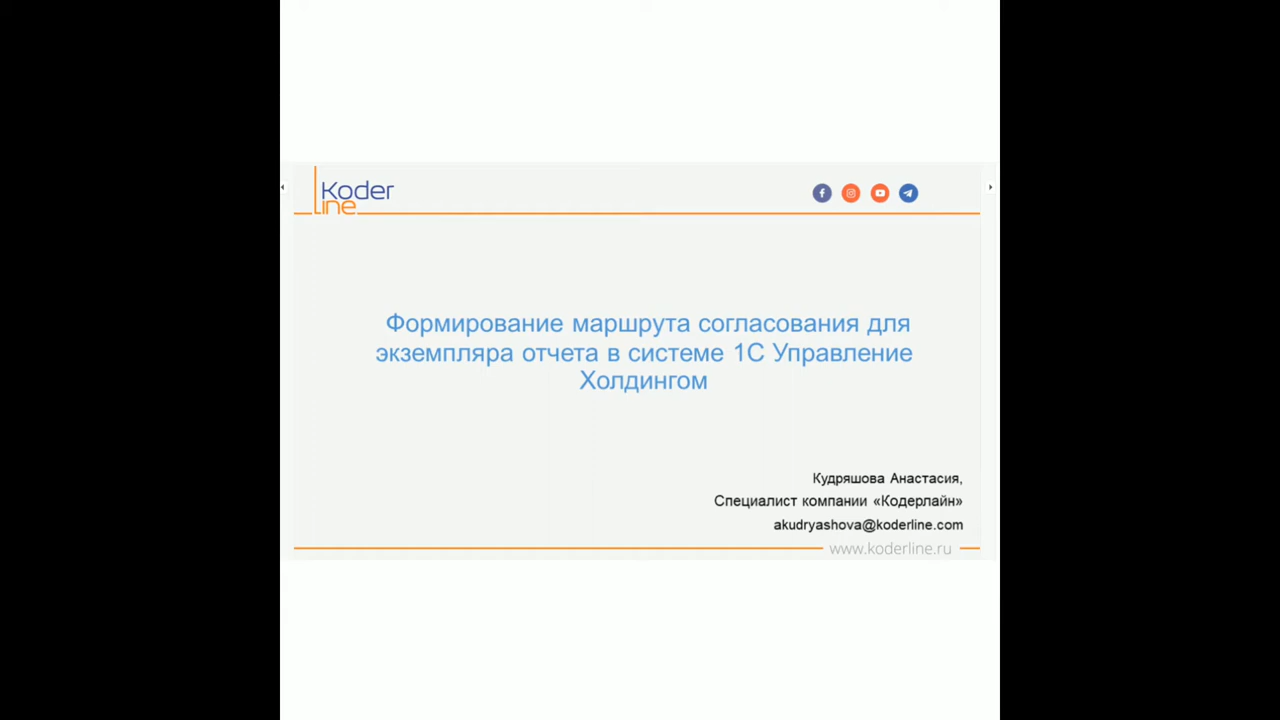 Koder
Line
Формирование маршрута согласования для
экземпляра отчета в системе 1С Управление
Холдингом
Кудряшова Анастасия,
Специалист компании «Кодерлайн»
akudryashova@koderline.com
www.koderline.ru